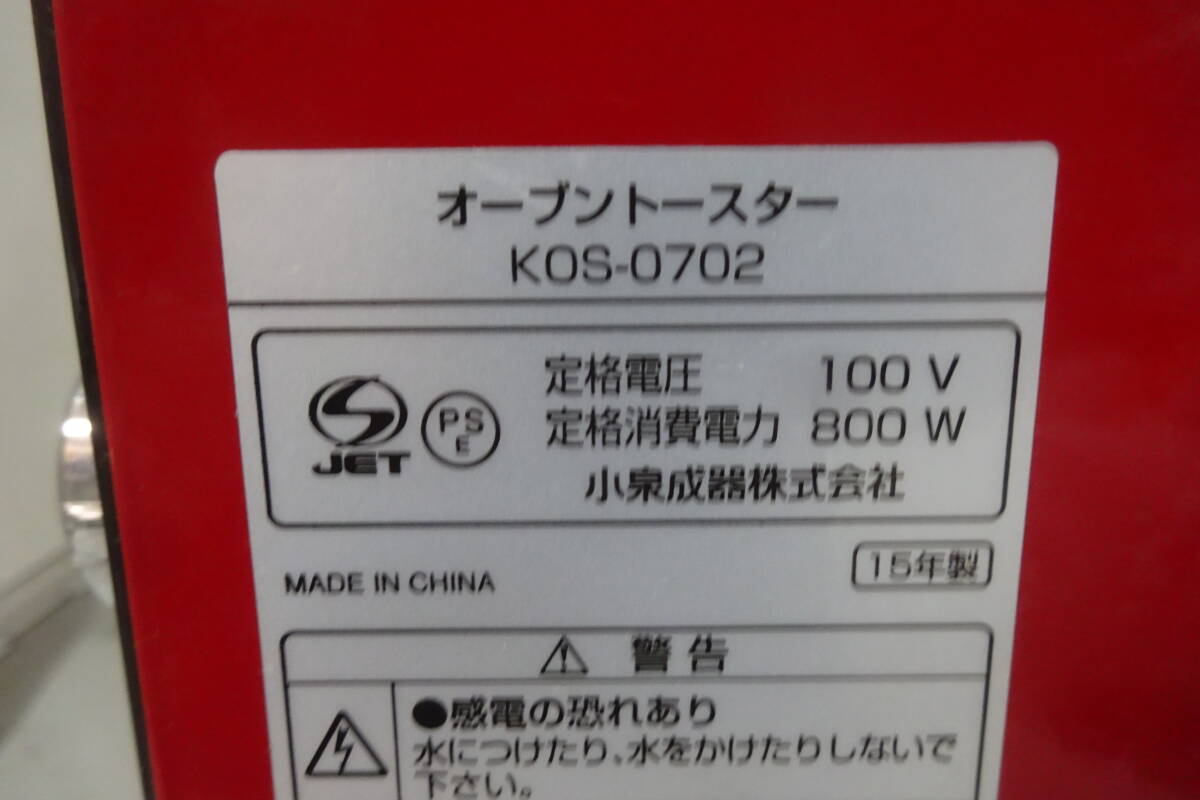 オーブントースター
KOS-0702
定格電圧 100 V
定格消費電力 800 W
小泉成器株式会社
JET
PS
E
MADE IN CHINA
15年製
警告
●感電の恐れあり
水につけたり、水をかけたりしないで
下さい。